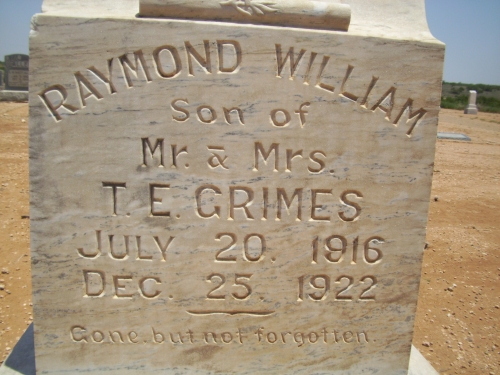 RAYMOND WILLIAM
Son of
Mr. & Mrs.
T. E. GRIMES
July 20. 1916
Dec. 25. 1922
Gone. but not forgotten.